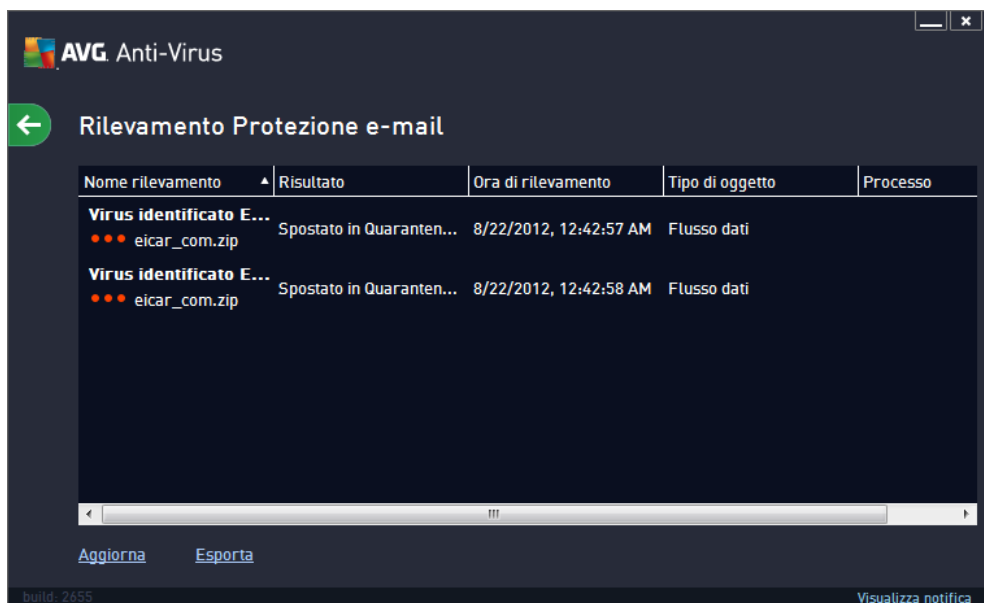 AVG. Anti-Virus
Rilevamento Protezione e-mail
Nome rilevamento Risultato Ora di rilevamento Tipo di oggetto Processo
Virus identificato E...
eicar_com.zip
Spostato in Quaranten... 8/22/2012, 12:42:57 AM Flusso dati
Virus identificato E...
eicar_com.zip
Spostato in Quaranten... 8/22/2012, 12:42:58 AM Flusso dati
Aggiorna Esporta
build: 2655 Visualizza notifica